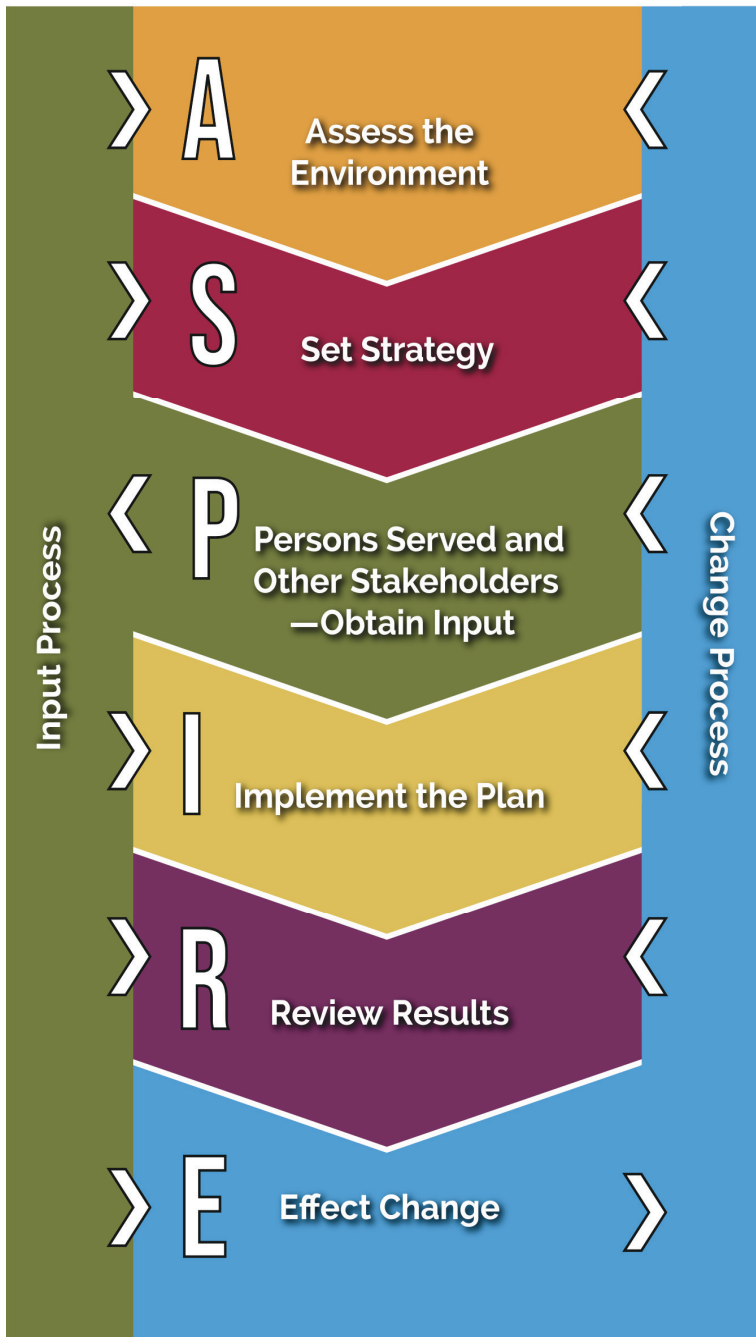 A
Assess the
Environment
S
Set Strategy
P
Persons Served and
Other Stakeholders
—Obtain Input
I
Implement the Plan
R
Review Results
E
Effect Change
Input Process
Change Process